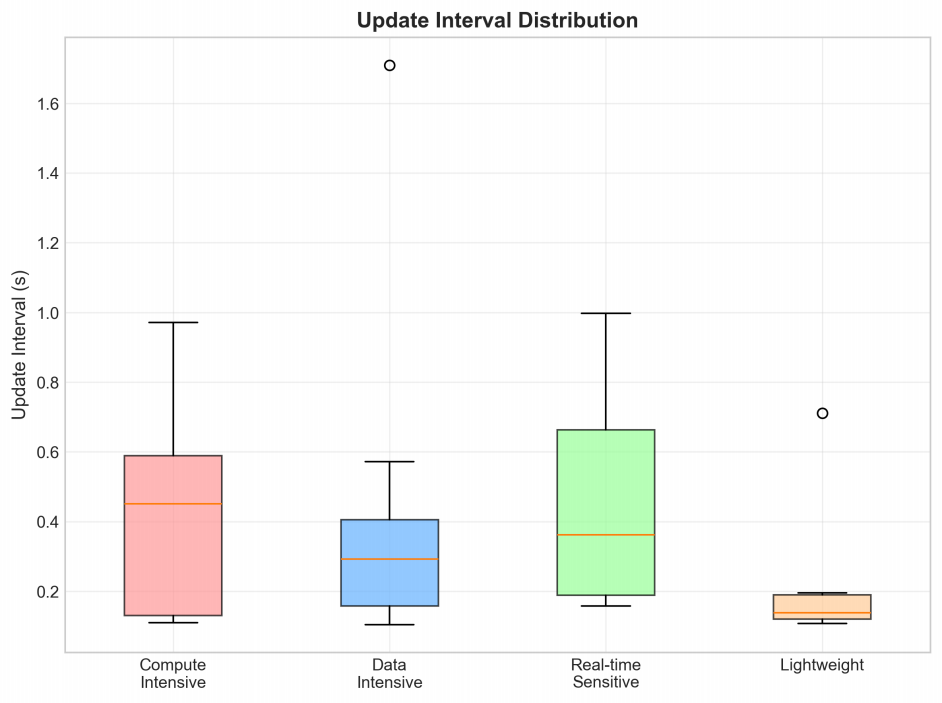 Update Interval Distribution
Update Interval (s)
1.6
1.4
1.2
1.0
0.8
0.6
0.4
0.2
Compute
Intensive
Data
Intensive
Real-time
Sensitive
Lightweight